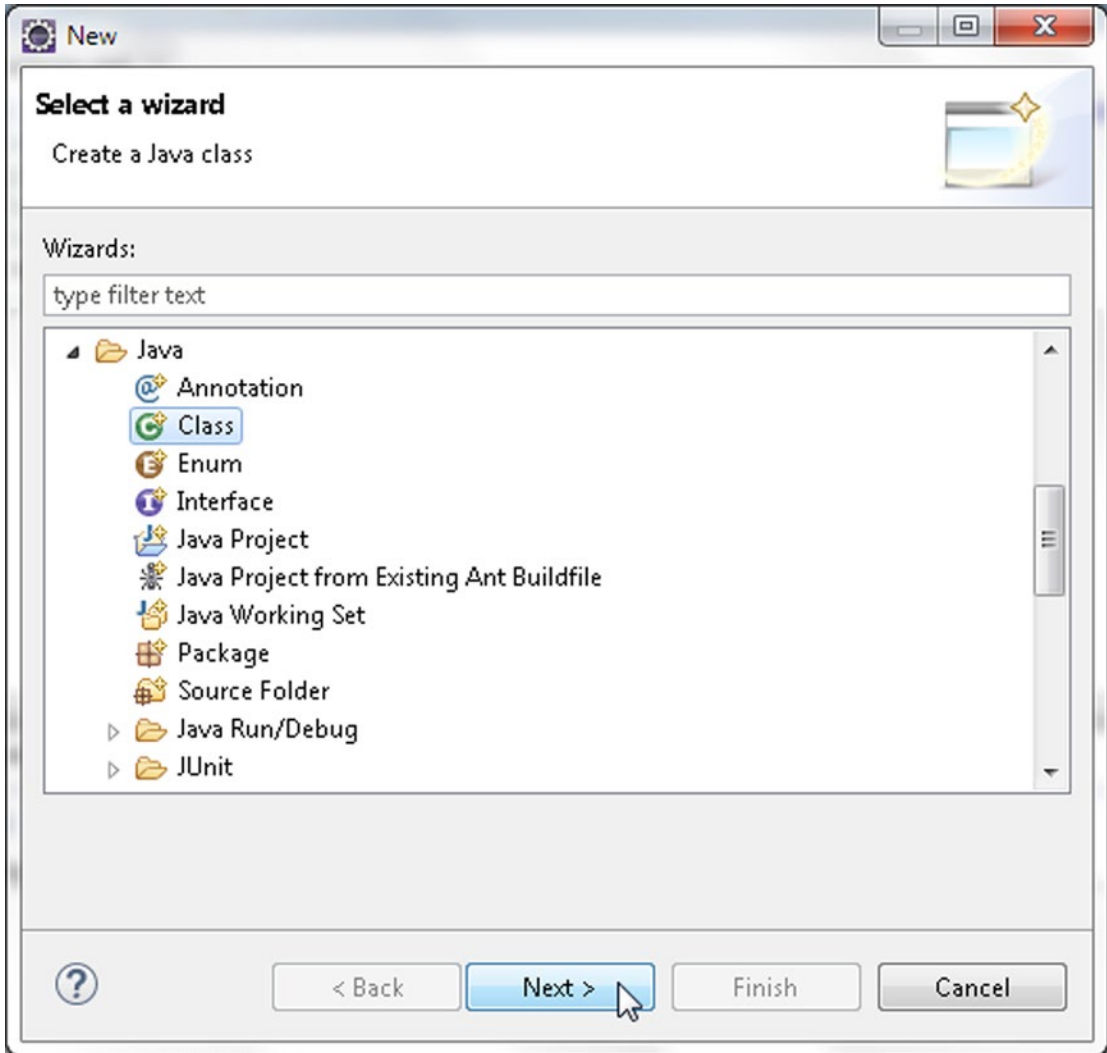 New
Select a wizard
Create a Java class
Wizards:
type filter text
Java
Annotation
Class
Enum
Interface
Java Project
Java Project from Existing Ant Buildfile
Java Working Set
Package
Source Folder
Java Run/Debug
JUnit
? < Back Next > Finish Cancel